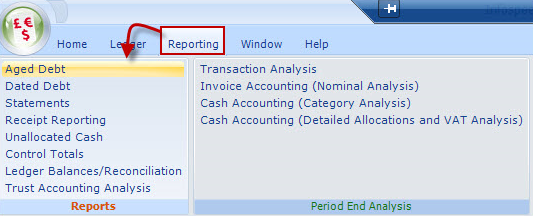 £ €
$
Home Ledger Reporting Window Help
Aged Debt
Dated Debt
Statements
Receipt Reporting
Unallocated Cash
Control Totals
Ledger Balances/Reconciliation
Trust Accounting Analysis
Reports
Transaction Analysis
Invoice Accounting (Nominal Analysis)
Cash Accounting (Category Analysis)
Cash Accounting (Detailed Allocations and VAT Analysis)
Period End Analysis